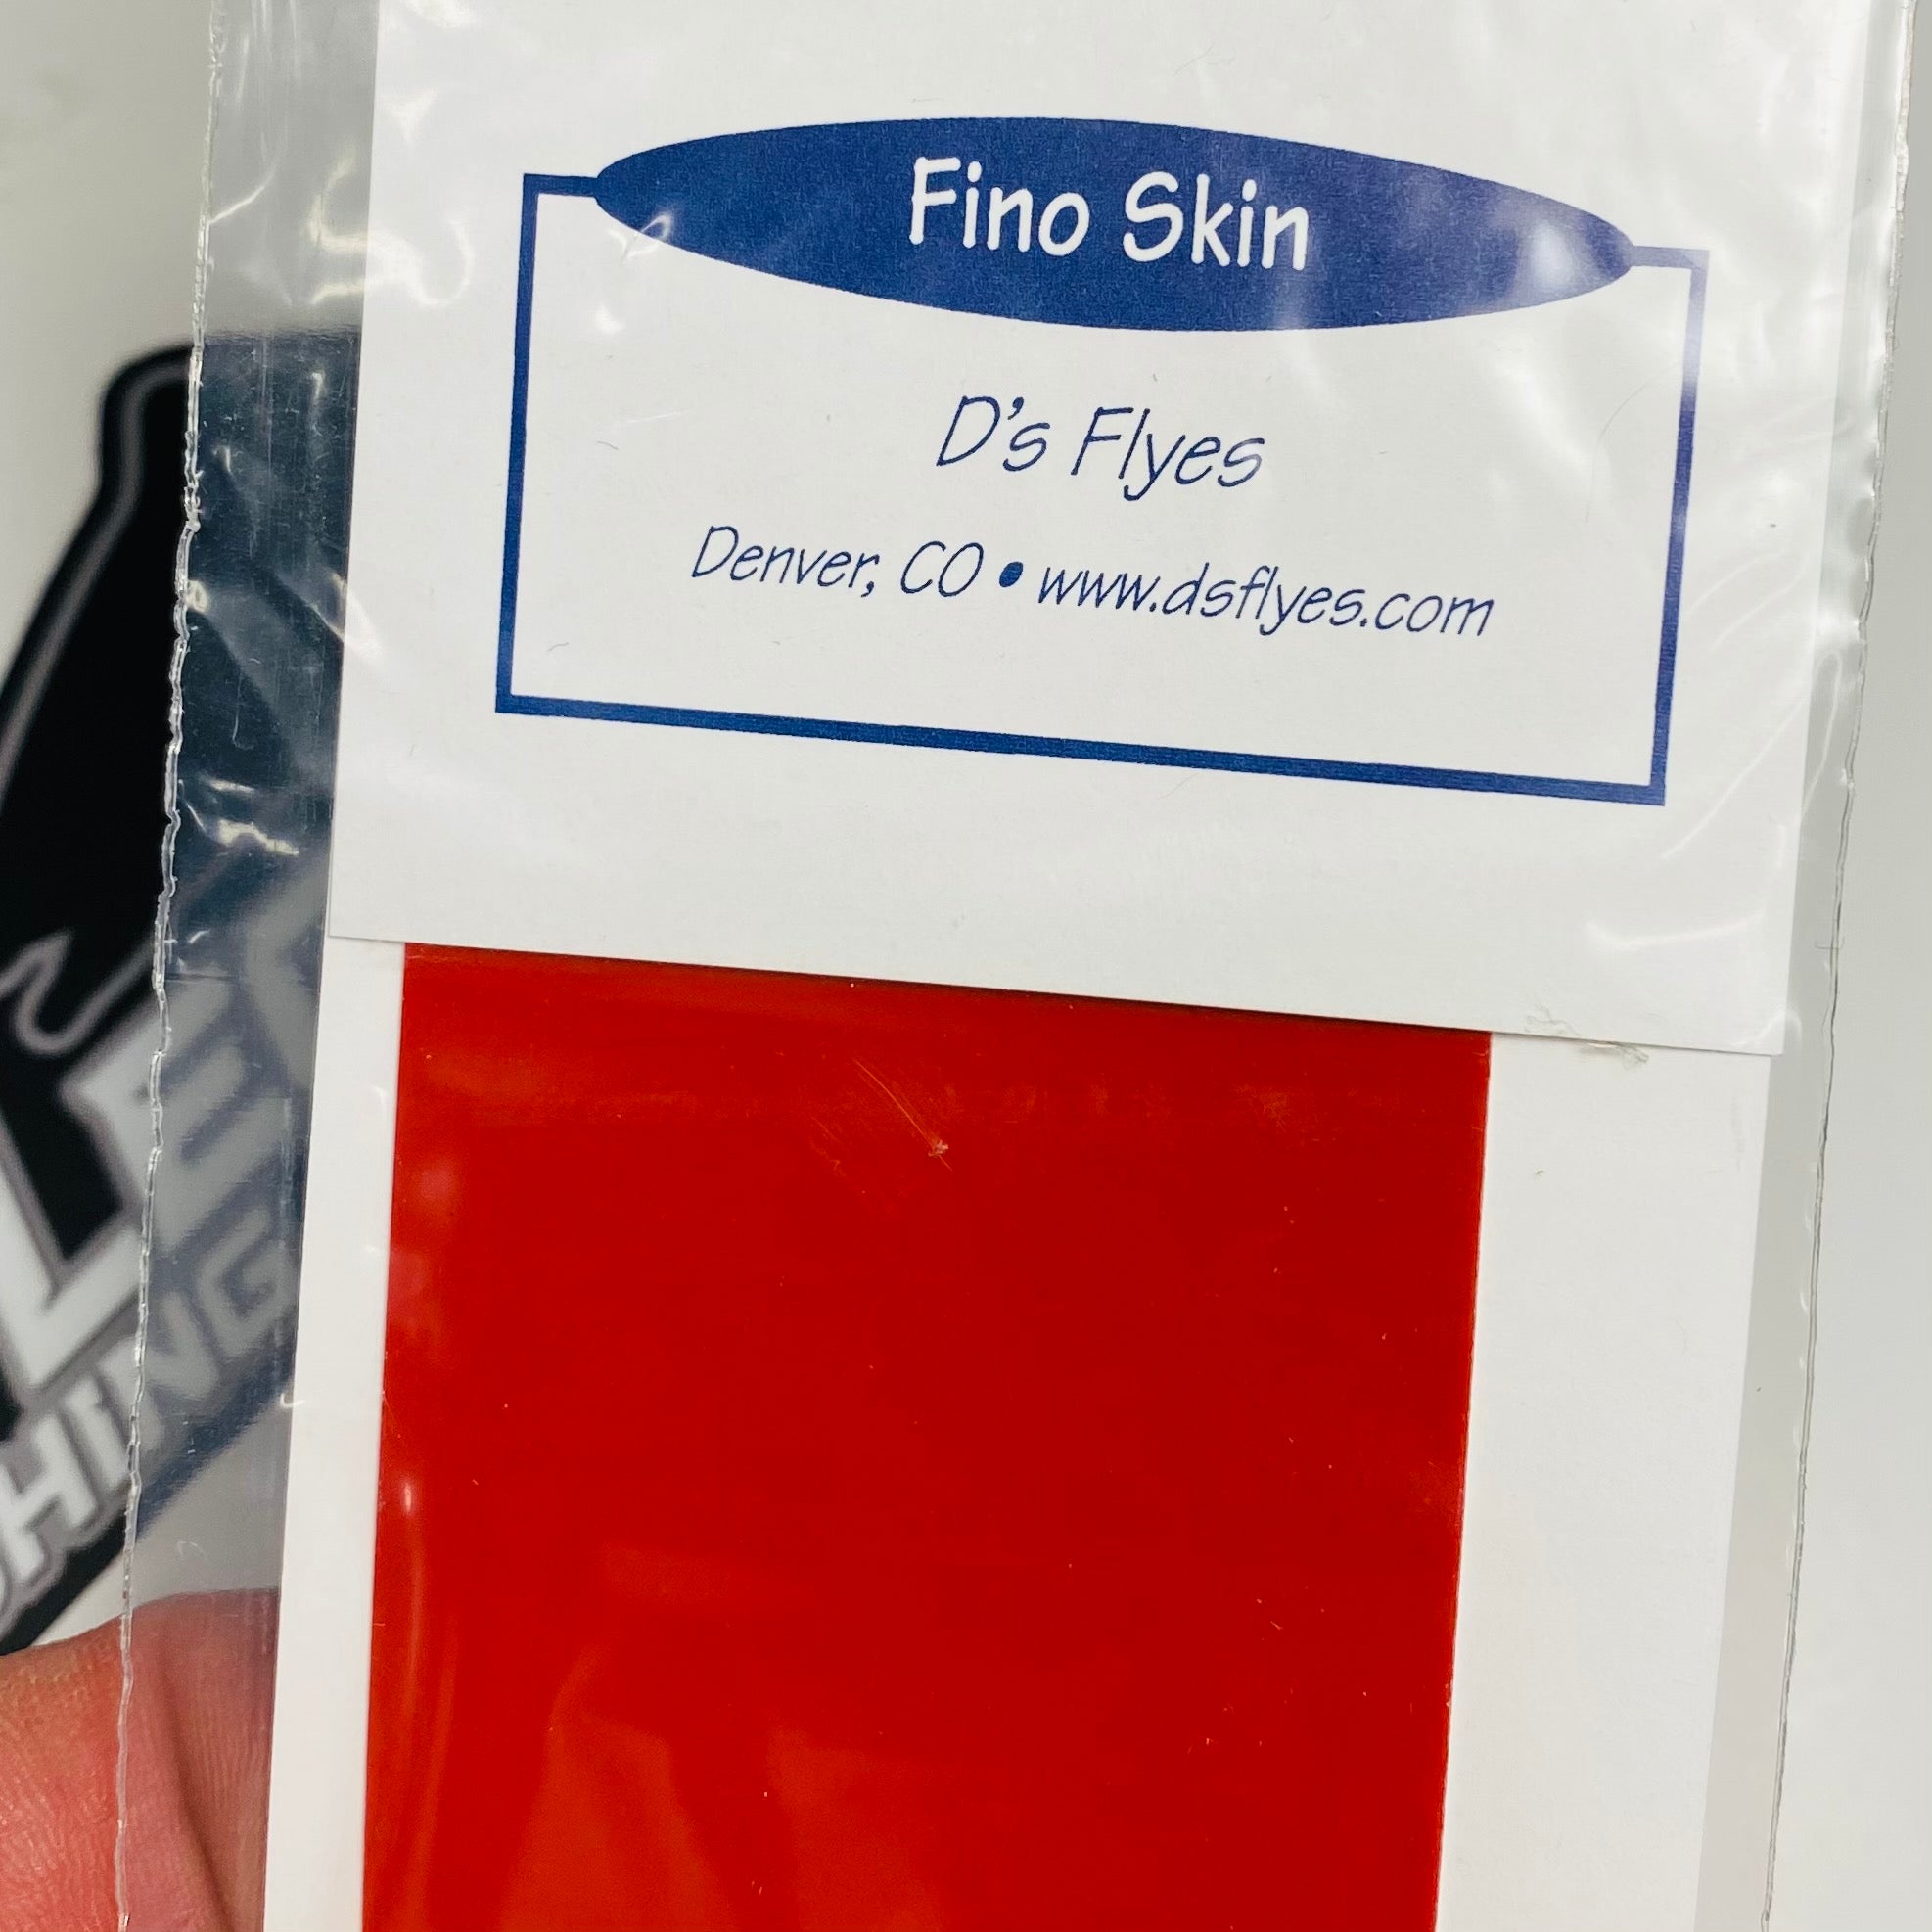 Fino Skin
D's Flyes
Denver, CO • www.dsflyes.com